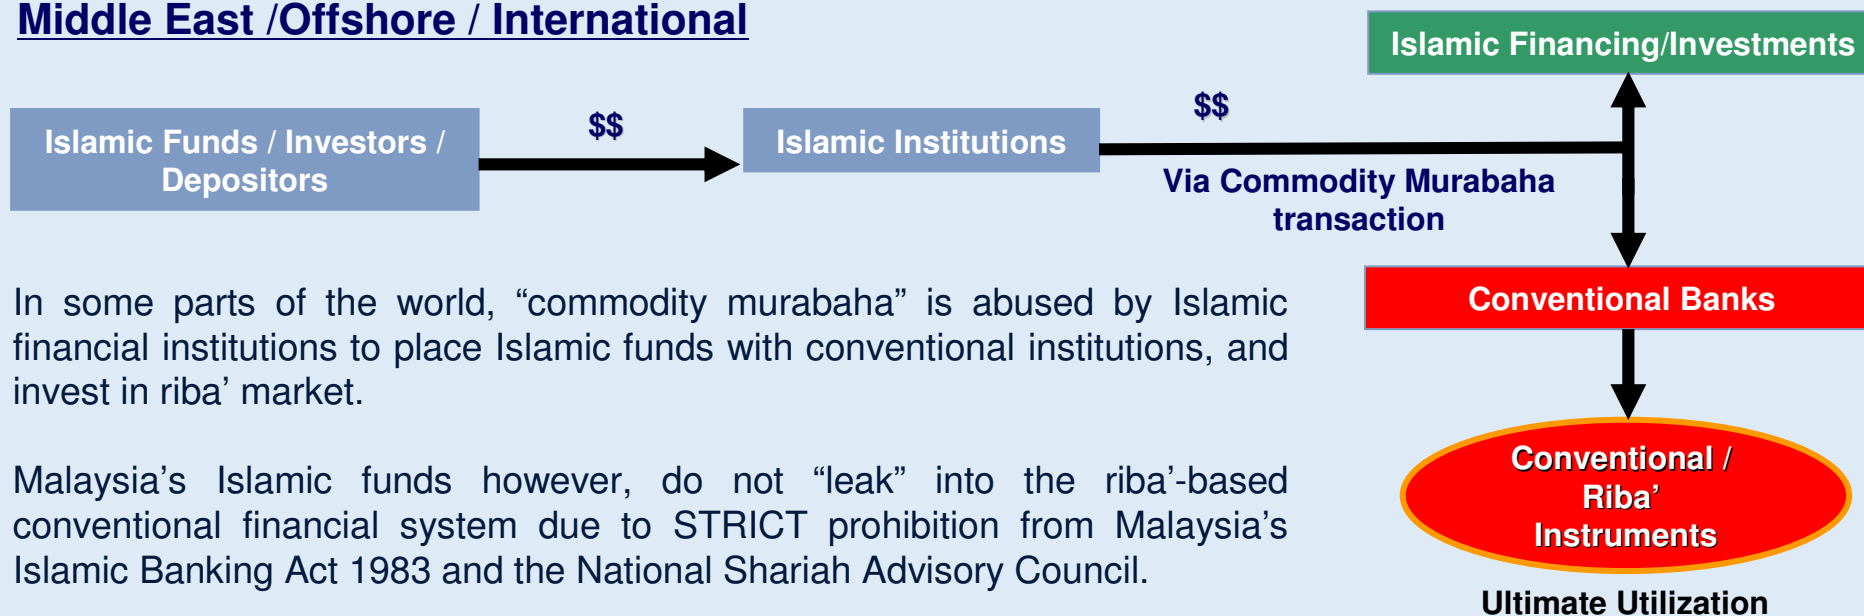 Middle East /Offshore / International
Islamic Financing/Investments
Islamic Funds / Investors /
Depositors
$$
Islamic Institutions
$$
Via Commodity Murabaha
transaction
Conventional Banks
In some parts of the world, “commodity murabaha” is abused by Islamic
financial institutions to place Islamic funds with conventional institutions, and
invest in riba’ market.
Malaysia’s Islamic funds however, do not “leak” into the riba’-based
conventional financial system due to STRICT prohibition from Malaysia’s
Islamic Banking Act 1983 and the National Shariah Advisory Council.
Conventional /
Riba’
Instruments
Ultimate Utilization